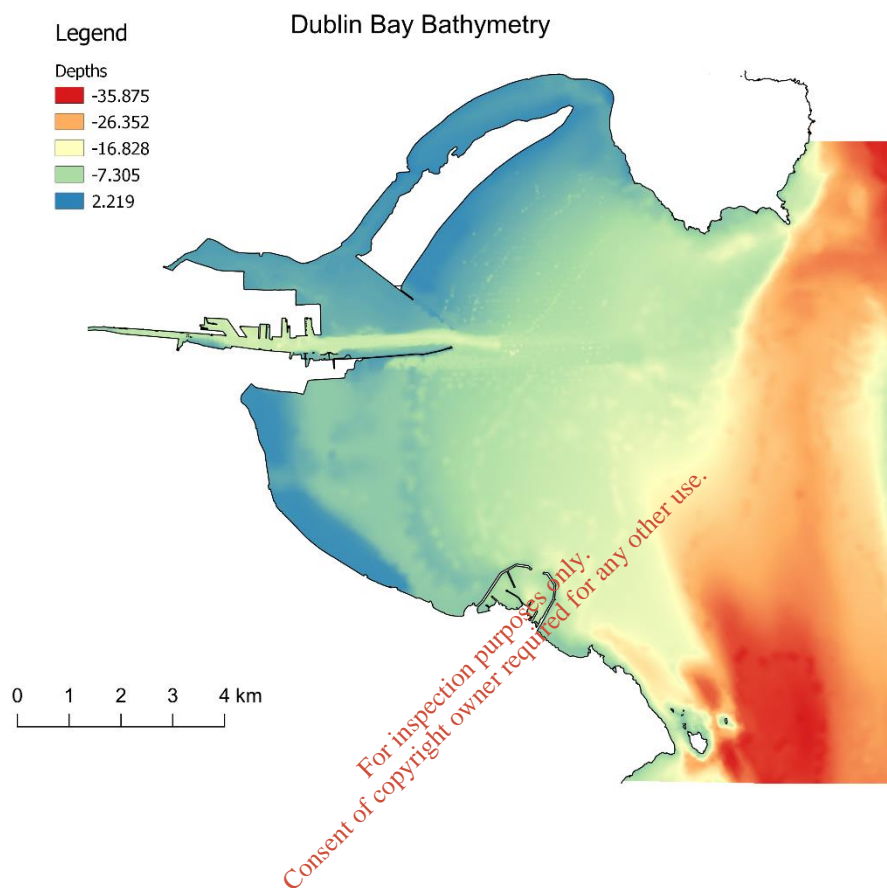 Dublin Bay Bathymetry
Legend
Depths
-35.875
-26.352
-16.828
-7.305
2.219
0 1 2 3 4 km
For inspection purposes only.
Consent of copyright owner required for any other use.